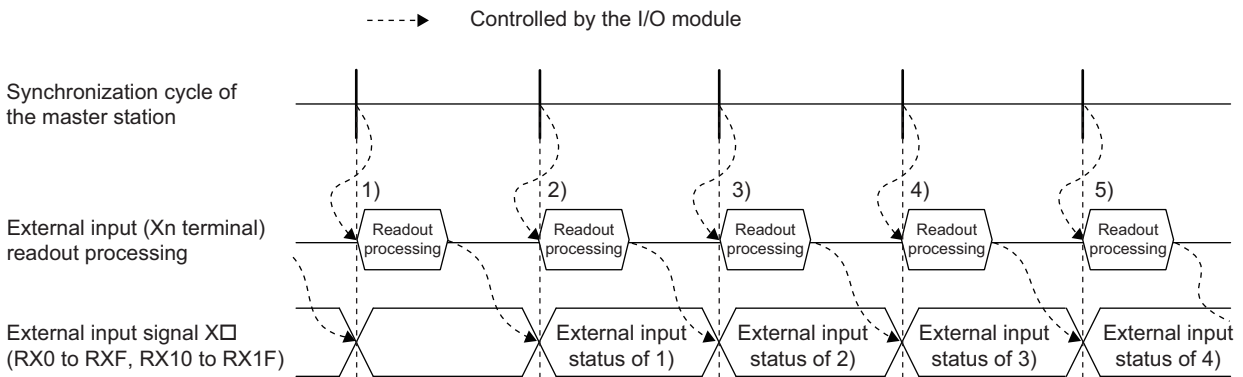 Controlled by the I/O module
Synchronization cycle of
the master station
1)
2)
3)
4)
5)
External input (Xn terminal)
readout processing
Readout
processing
Readout
processing
Readout
processing
Readout
processing
Readout
processing
External input signal X□
(RX0 to RXF, RX10 to RX1F)
External input
status of 1)
External input
status of 2)
External input
status of 3)
External input
status of 4)